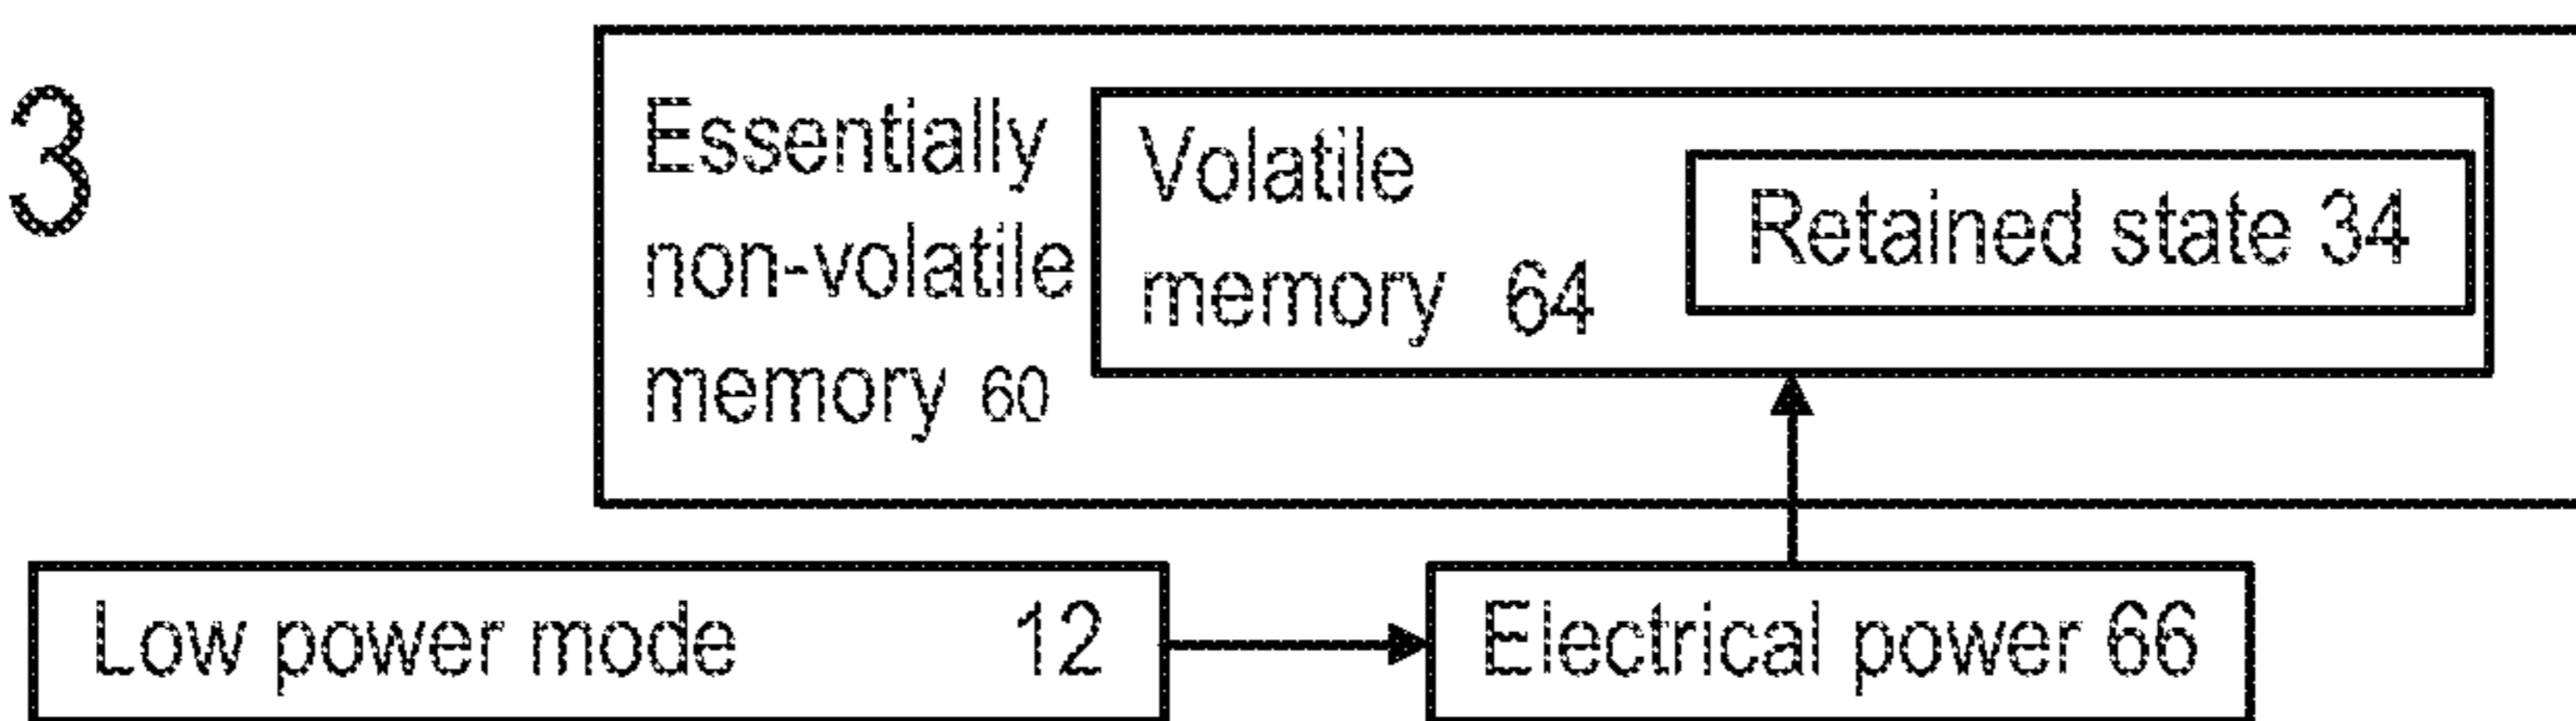 3
Essentially
non-volatile
memory 60
Volatile
memory 64
Retained state 34
Low power mode 12
Electrical power 66